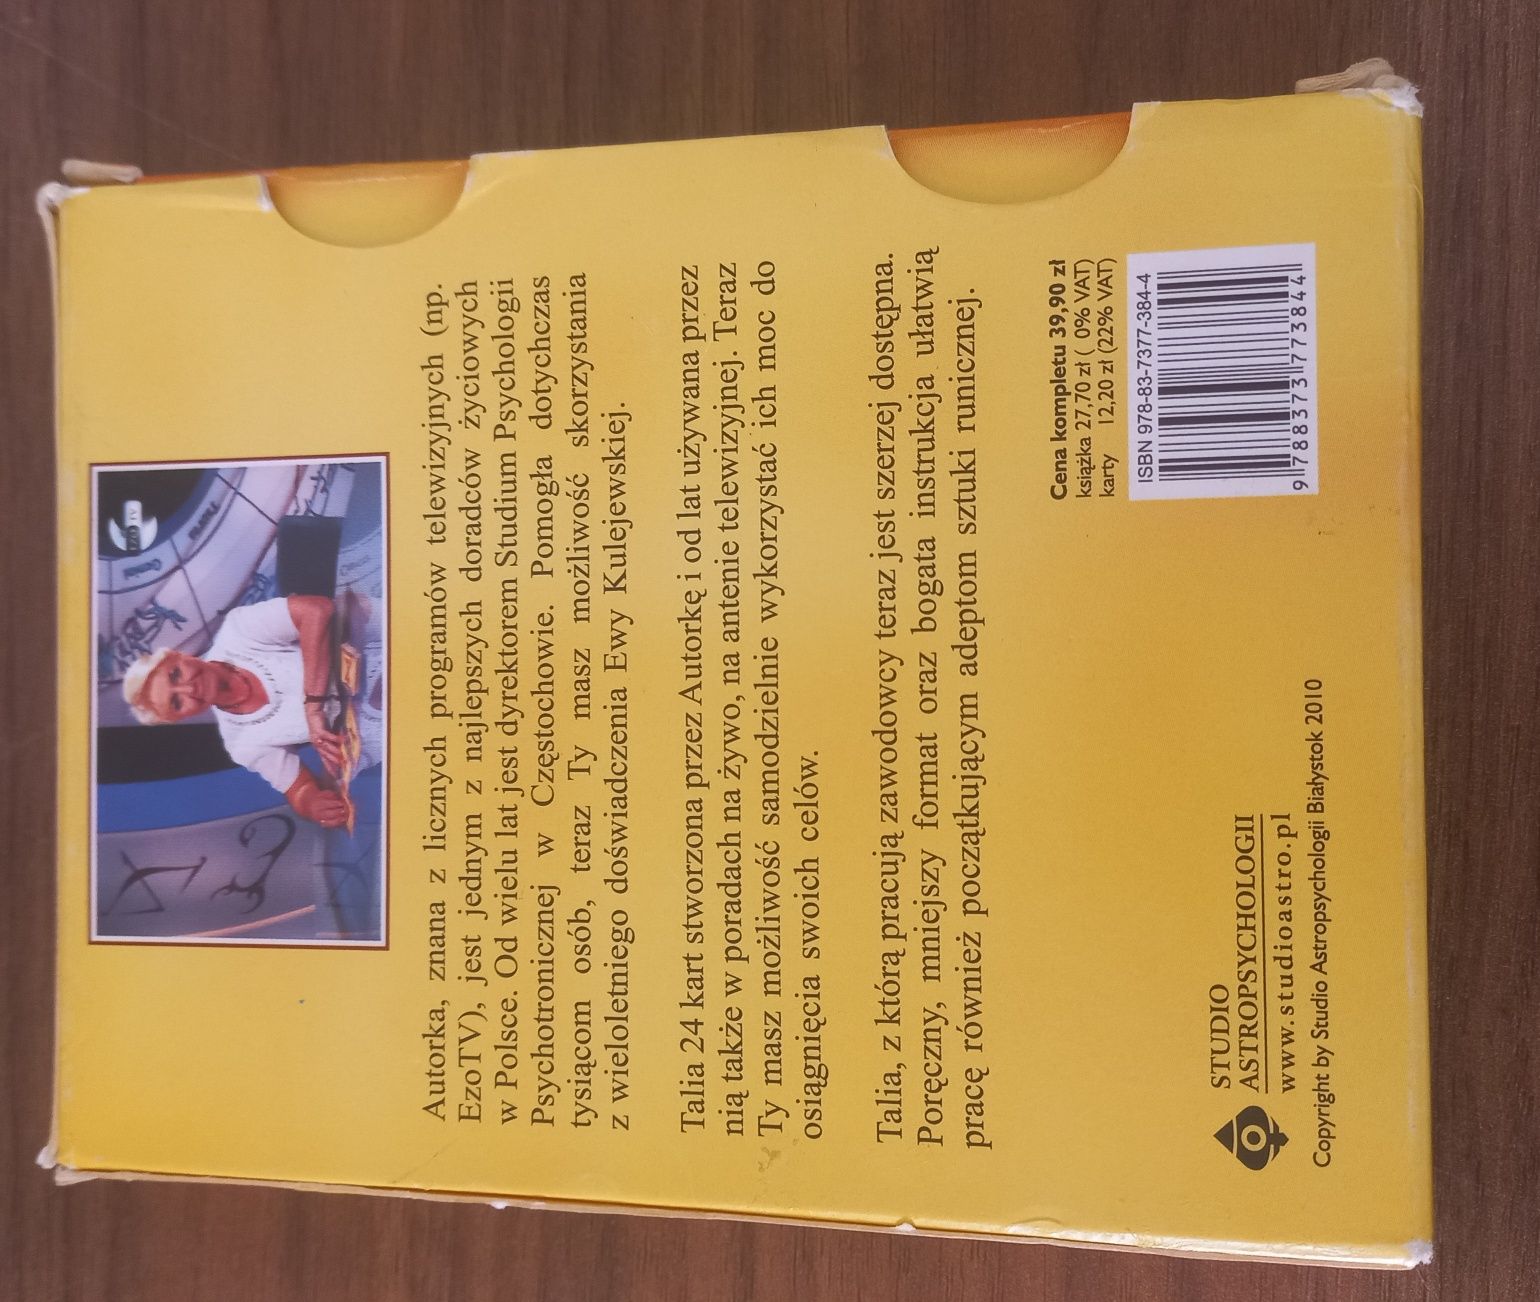 EZO TV
Gemini
Autorka, znana z licznych programów telewizyjnych (np.
EzoTV), jest jednym z najlepszych doradców życiowych
w Polsce. Od wielu lat jest dyrektorem Studium Psychologii
Psychotronicznej w Częstochowie. Pomogła dotychczas
tysiącom osób, teraz Ty masz możliwość skorzystania
z wieloletniego doświadczenia Ewy Kulejewskiej.
Talia 24 kart stworzona przez Autorkę i od lat używana przez
nią także w poradach na żywo, na antenie telewizyjnej. Teraz
Ty masz możliwość samodzielnie wykorzystać ich moc do
osiągnięcia swoich celów.
Talia, z którą pracują zawodowcy teraz jest szerzej dostępna.
Poręczny, mniejszy format oraz bogata instrukcja ułatwią
pracę również początkującym adeptom sztuki runicznej.
Cena kompletu 39,90 zł
książka 27,70 zł ( 0% VAT)
karty 12,20 zł (22% VAT)
ISBN 978-83-7377-384-4
9 788373 773844
STUDIO
ASTROPSYCHOLOGII
www.studioastro.pl
Copyright by Studio Astropsychologii Białystok 2010